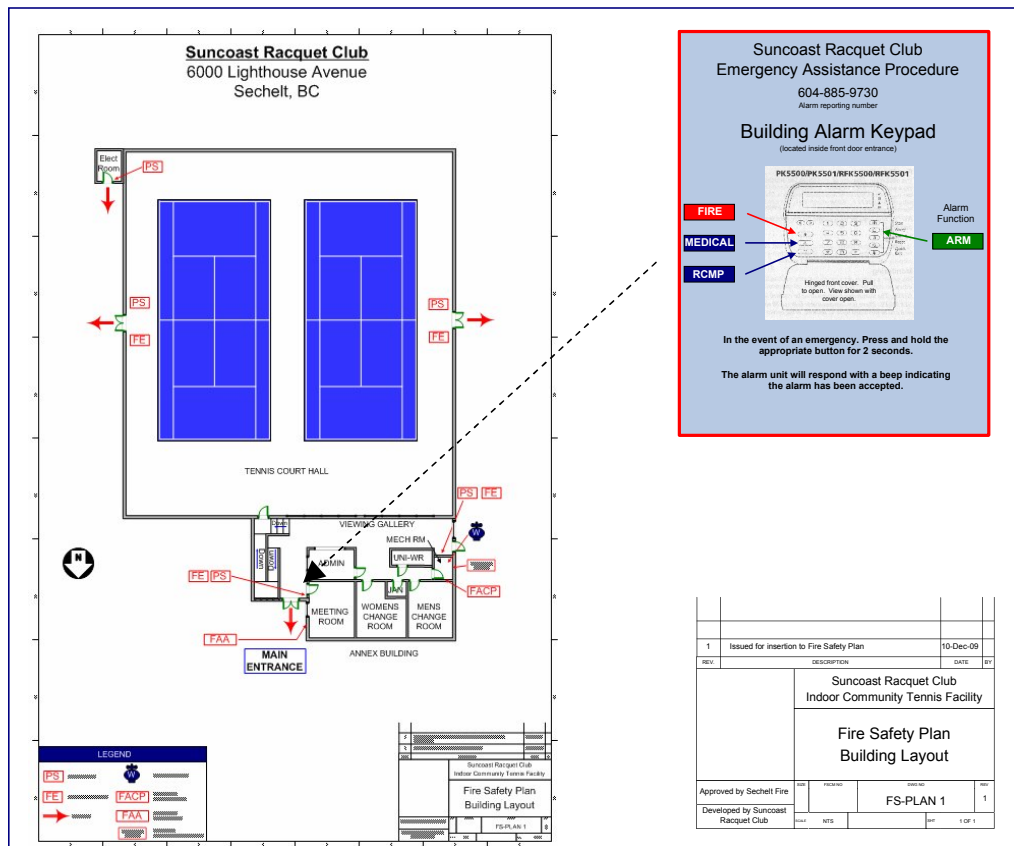 Suncoast Racquet Club
6000 Lighthouse Avenue
Sechelt, BC
Elect
Room
PS
PS
FE
PS
FE
TENNIS COURT HALL
PS FE
Down
VIEWING GALLERY
W
MECH RM
Down
ADMIN
UNI-WR
N
FE PS
FACP
JAN
MEETING
ROOM
WOMENS
CHANGE
ROOM
MENS
CHANGE
ROOM
FAA
MAIN
ENTRANCE
ANNEX BUILDING
LEGEND
PS
W
FE
FACP
FAA
Suncoast Racquet Club
Indoor Community Tennis Facility
Fire Safety Plan
Building Layout
FS-PLAN 1
Suncoast Racquet Club
Emergency Assistance Procedure
604-885-9730
Alarm reporting number
Building Alarm Keypad
(located inside front door entrance)
PK5500/PK5501/RFK5500/RFK5501
FIRE
MEDICAL
RCMP
Alarm
Function
ARM
Hinged front cover. Pull
to open. View shown with
cover open.
In the event of an emergency. Press and hold the
appropriate button for 2 seconds.
The alarm unit will respond with a beep indicating
the alarm has been accepted.
1 Issued for insertion to Fire Safety Plan 10-Dec-09
REV. DESCRIPTION DATE BY
Suncoast Racquet Club
Indoor Community Tennis Facility
Fire Safety Plan
Building Layout
Approved by Sechelt Fire
Developed by Suncoast
Racquet Club
SIZE FSCM NO DWG NO REV
FS-PLAN 1 1
SCALE NTS SHT 1 OF 1